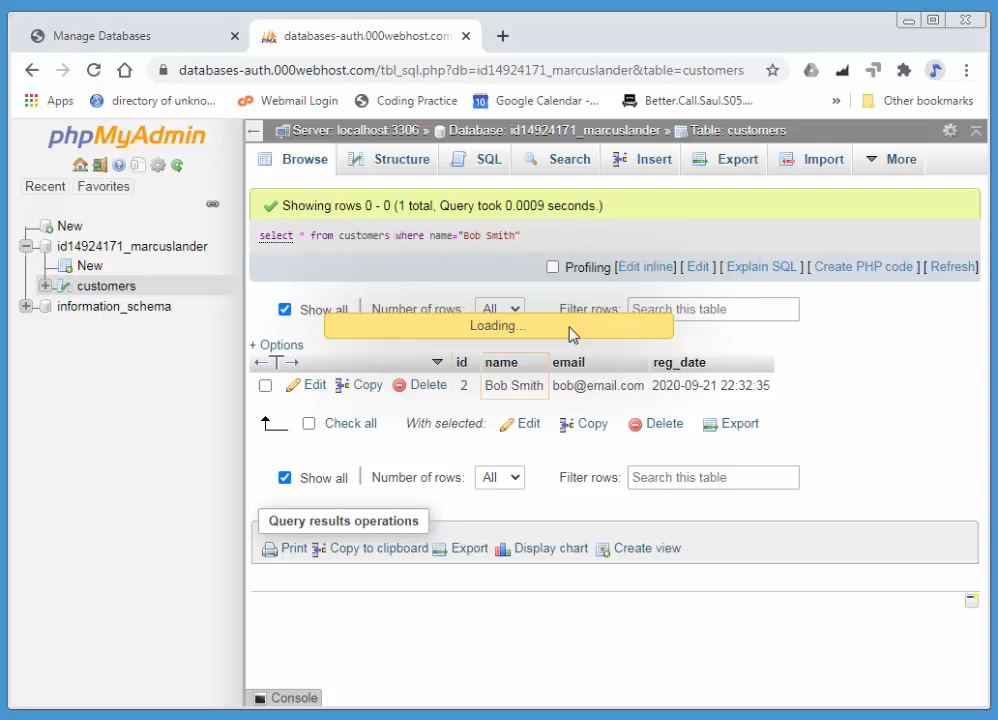 Manage Databases
databases-auth.000webhost.com
databases-auth.000webhost.com/tbl_sql.php?db=id14924171_marcuslander&table=customers
Apps directory of unkno... Webmail Login Coding Practice 10 Google Calendar -... Better.Call.Saul.S05.... » Other bookmarks
phpMyAdmin
Recent Favorites
New
id14924171_marcuslander
New
customers
information_schema
Server: localhost:3306 » Database: id14924171_marcuslander » Table: customers
Browse Structure SQL Search Insert Export Import More
Showing rows 0 - 0 (1 total, Query took 0.0009 seconds.)
select * from customers where name="Bob Smith"
Profiling [Edit inline] [ Edit ] [ Explain SQL ] [ Create PHP code ] [ Refresh]
Show all Number of rows: All Filter rows: Search this table
Loading...
+ Options
id name email reg_date
Edit Copy Delete 2 Bob Smith bob@email.com 2020-09-21 22:32:35
Check all With selected: Edit Copy Delete Export
Show all Number of rows: All Filter rows: Search this table
Query results operations
Print Copy to clipboard Export Display chart Create view
Console